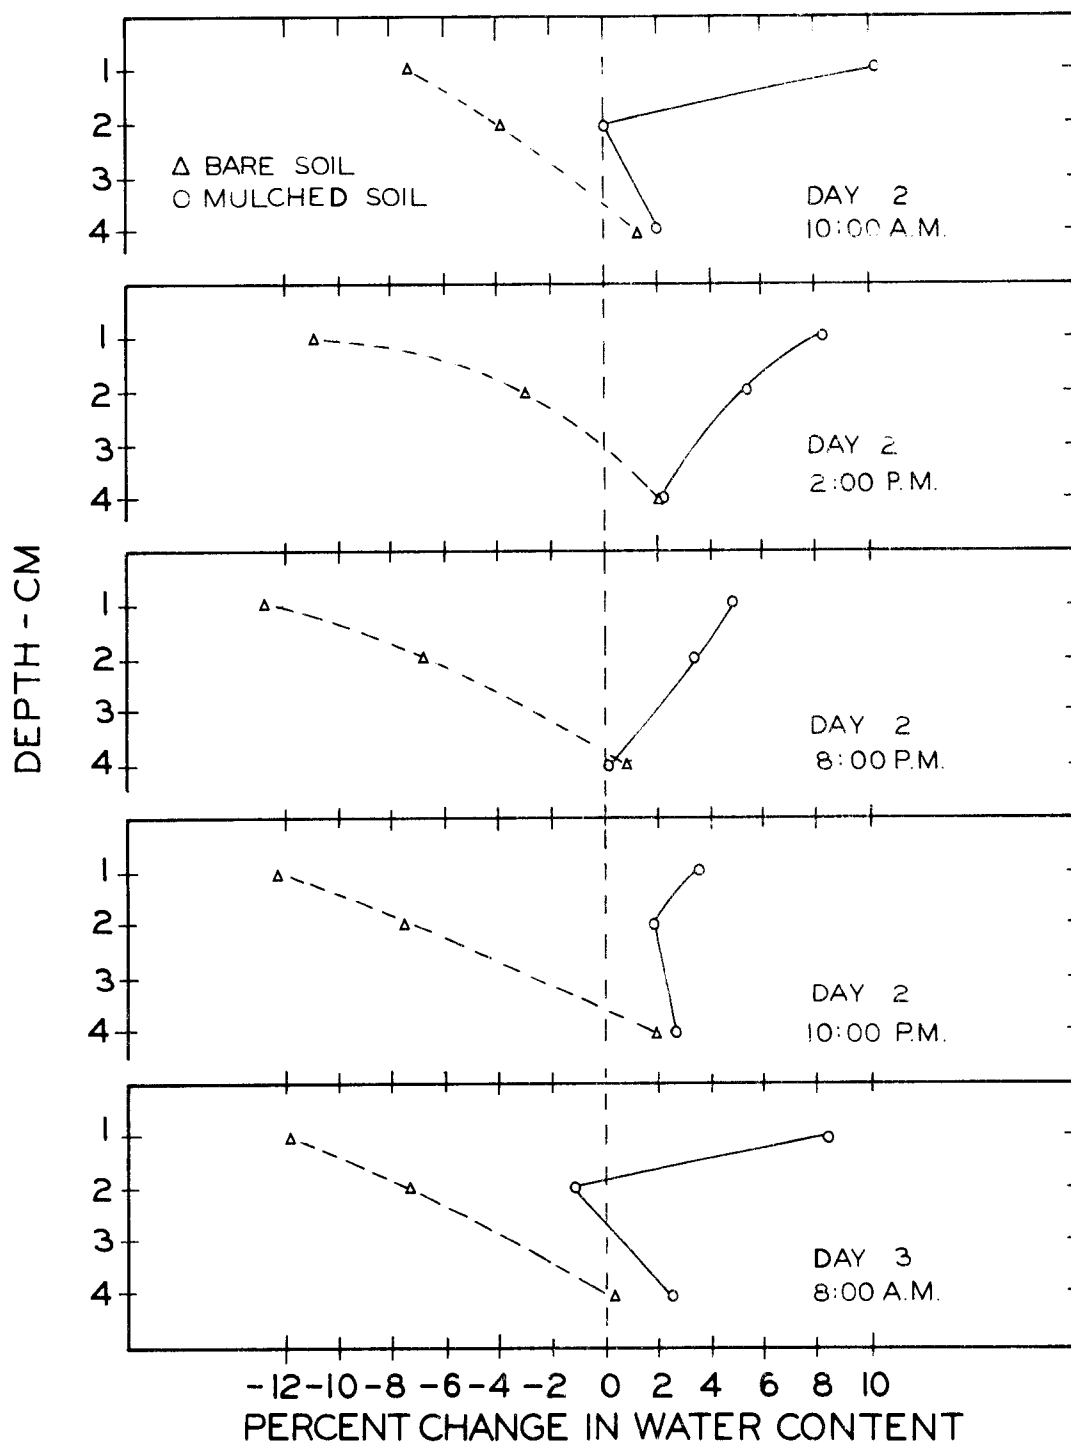 1
2
3
4
△ BARE SOIL
○ MULCHED SOIL
DAY 2
10:00 A.M.
1
2
3
4
DAY 2
2:00 P.M.
1
2
3
4
DAY 2
8:00 P.M.
1
2
3
4
DAY 2
10:00 P.M.
1
2
3
4
DAY 3
8:00 A.M.
DEPTH - CM
-12 -10 -8 -6 -4 -2 0 2 4 6 8 10
PERCENT CHANGE IN WATER CONTENT